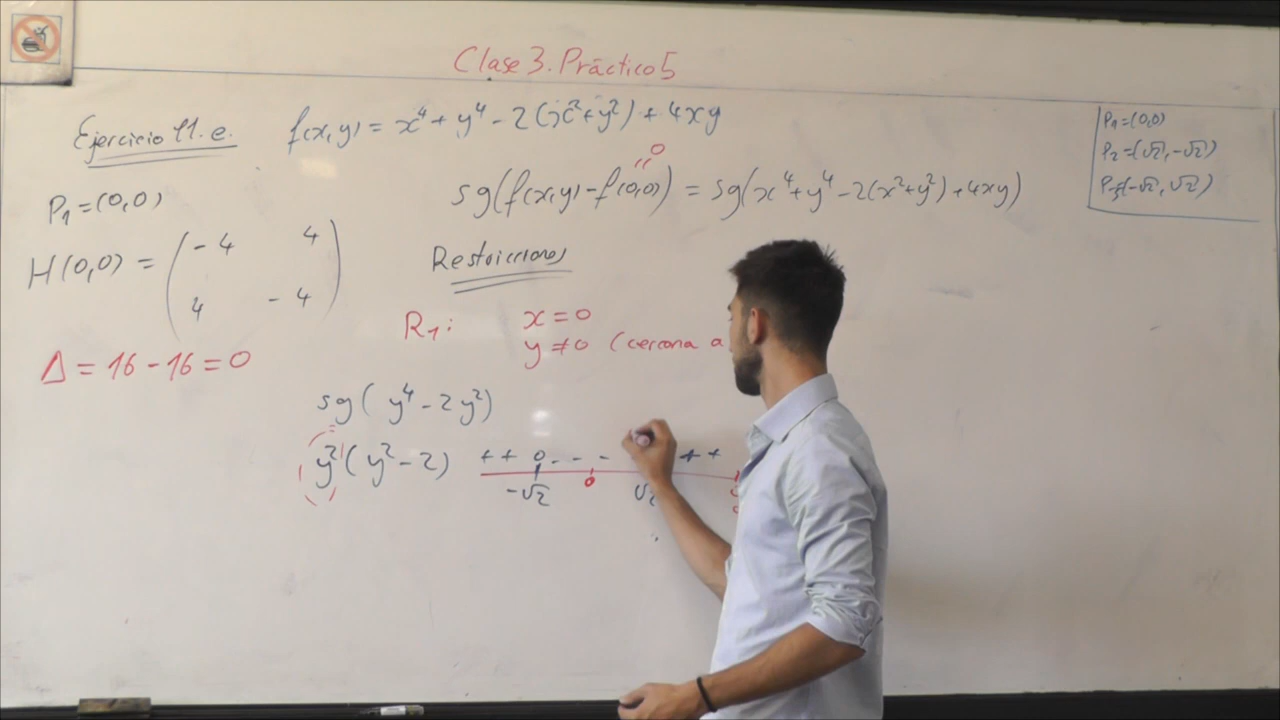 Clase 3. Práctico 5
Ejercicio 11.e.
f(x,y) = x⁴ + y⁴ - 2(x² + y²) + 4xy
P₁ = (0,0)
P₂ = (√2, -√2)
P₃ = (-√2, √2)
P₁ = (0,0)
0
"
sg(f(x,y) - f(0,0)) = sg(x⁴ + y⁴ - 2(x² + y²) + 4xy)
H(0,0) = ( -4 4
4 -4 )
Restricciones
R₁: x = 0
y ≠ 0 (cercana a
Δ = 16 - 16 = 0
sg( y⁴ - 2y²)
y² (y² - 2) + + 0 - - - + +
-√2 0 √2